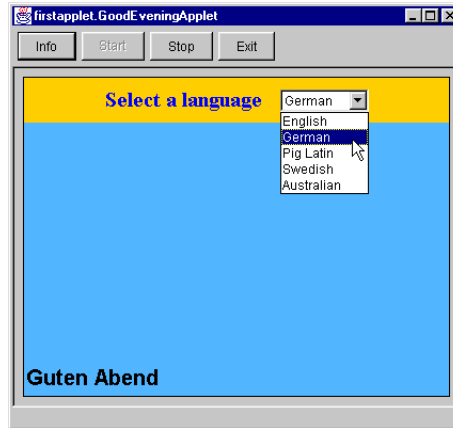 firstapplet.GoodEveningApplet
Info Start Stop Exit
Select a language German
English
German
Pig Latin
Swedish
Australian
Guten Abend